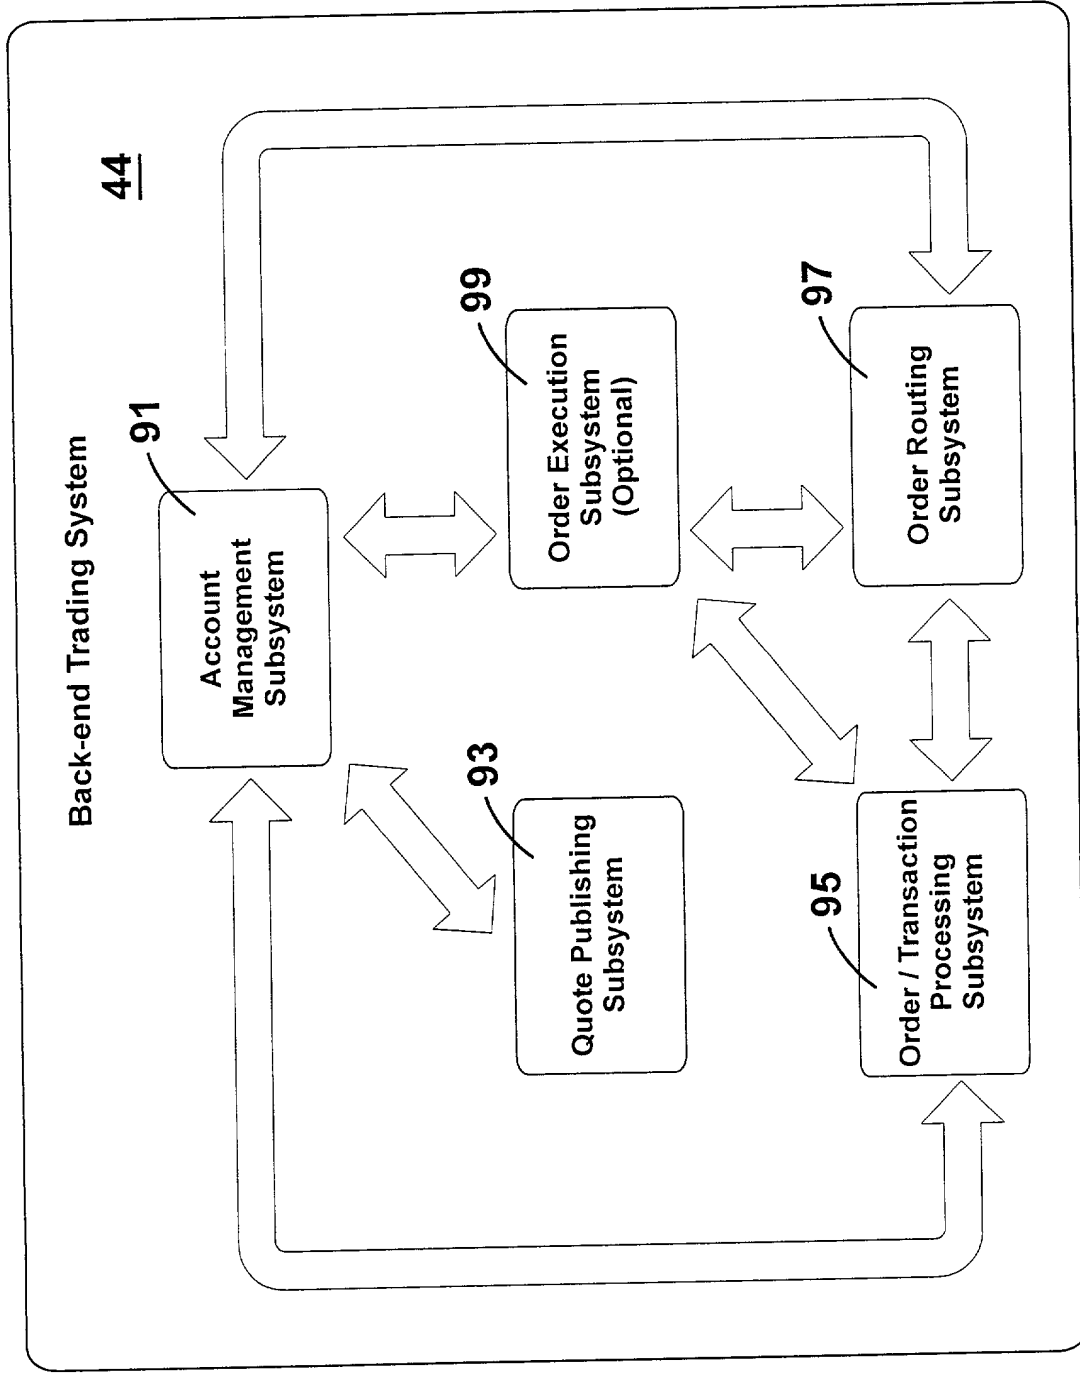 Back-end Trading System
44
91
Account
Management
Subsystem
93
Quote Publishing
Subsystem
99
Order Execution
Subsystem
(Optional)
95
Order / Transaction
Processing
Subsystem
97
Order Routing
Subsystem